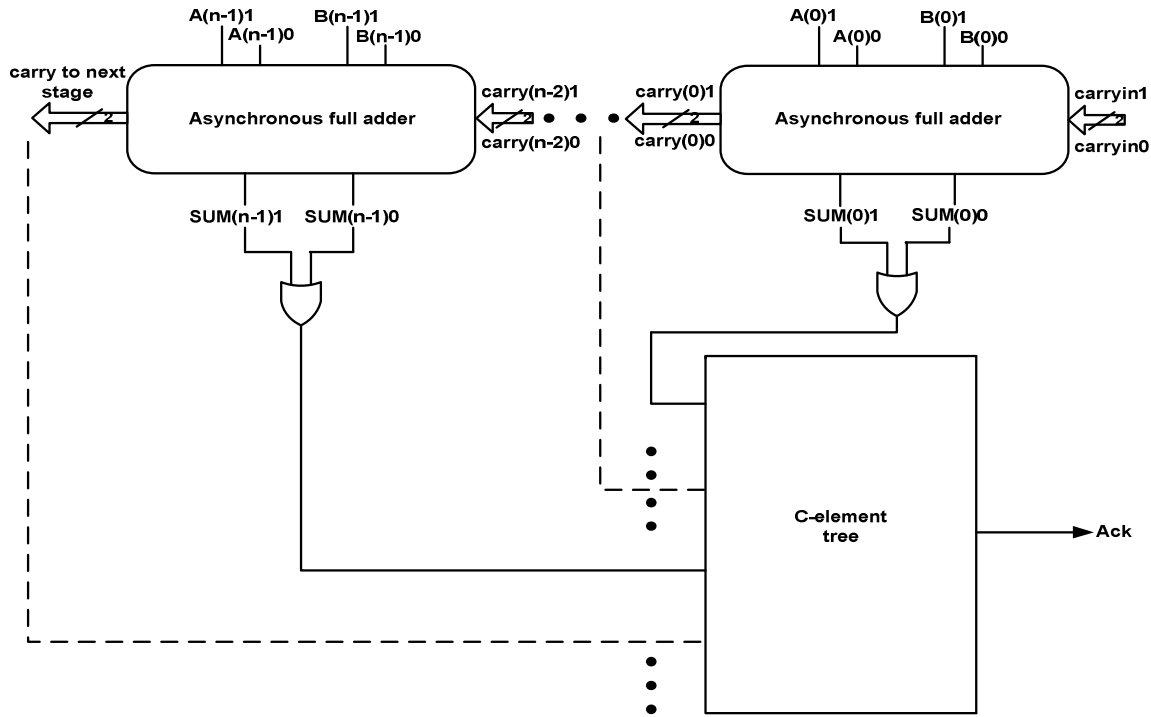 A(n-1)1
A(n-1)0
B(n-1)1
B(n-1)0
A(0)1
A(0)0
B(0)1
B(0)0
carry to next
stage
2
Asynchronous full adder
carry(n-2)1
2
carry(n-2)0
carry(0)1
2
carry(0)0
Asynchronous full adder
carryin1
2
carryin0
SUM(n-1)1
SUM(n-1)0
SUM(0)1
SUM(0)0
C-element
tree
Ack